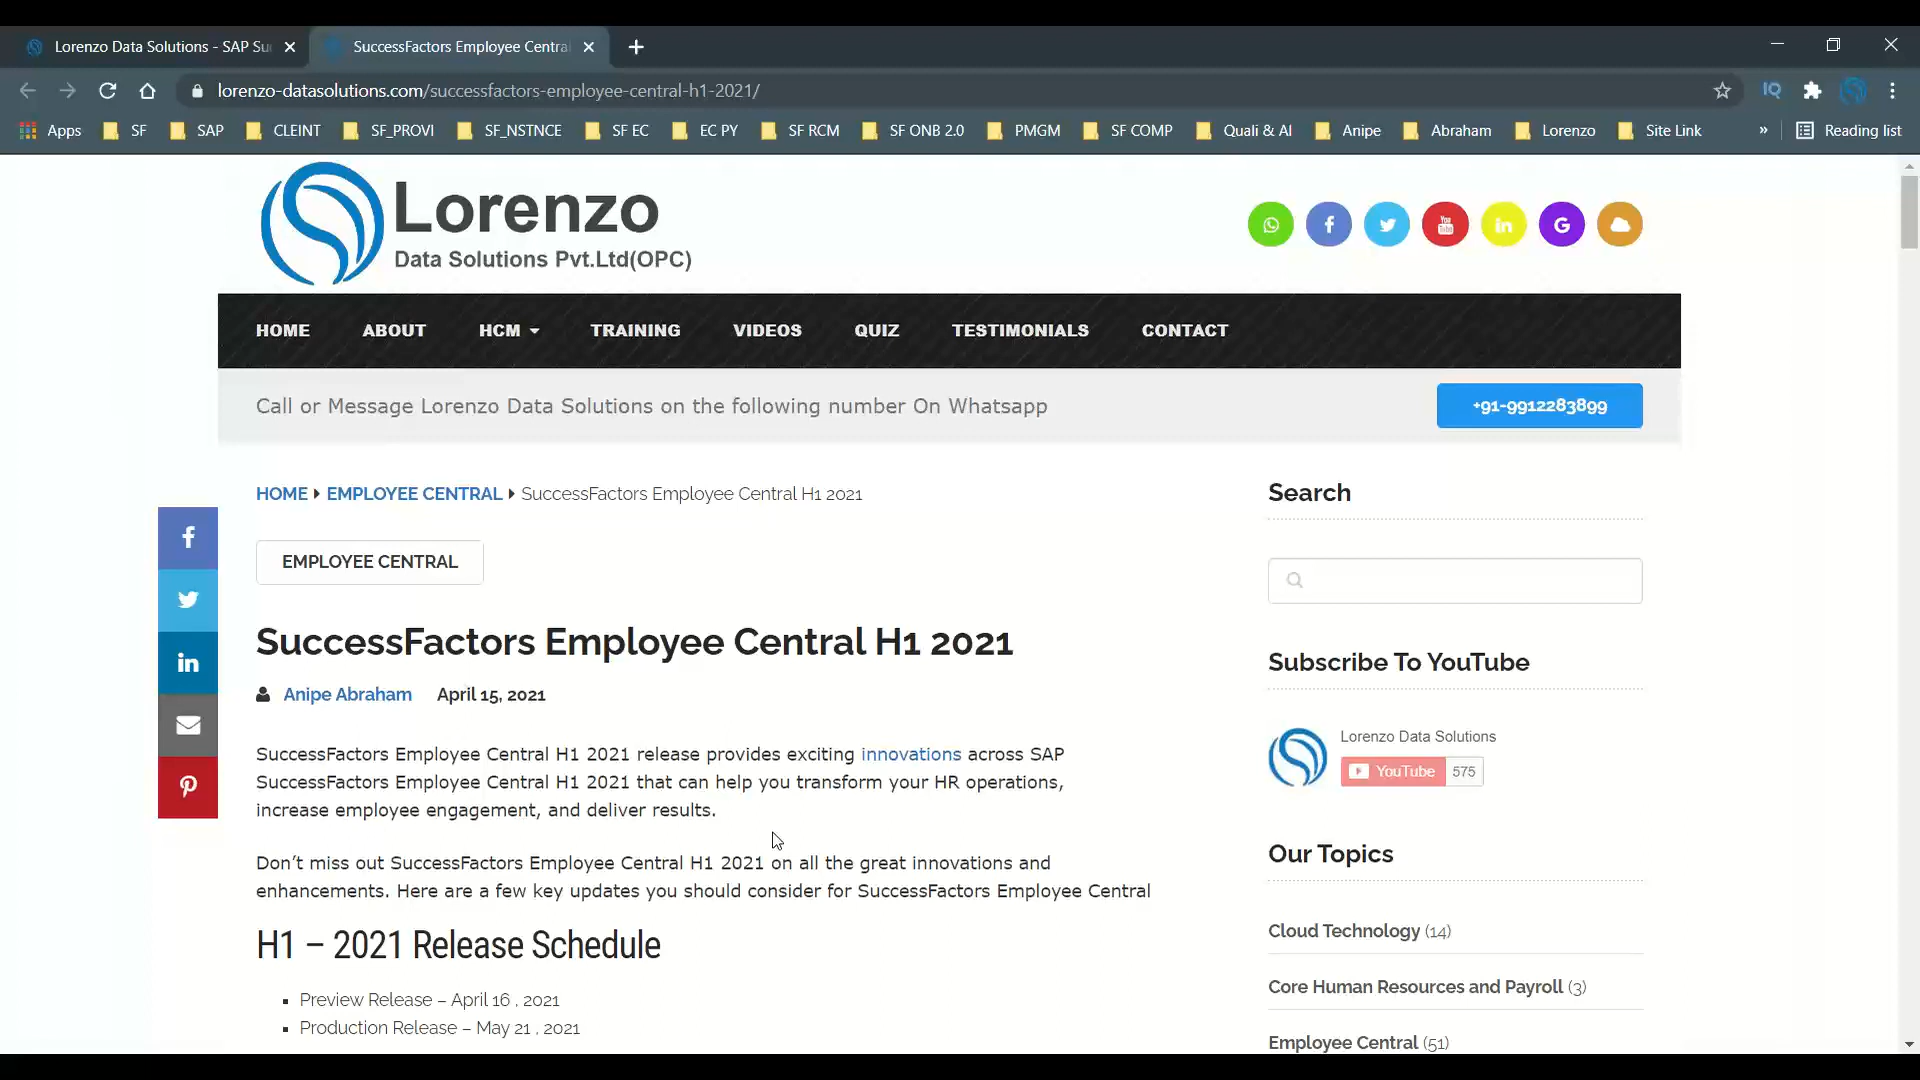 Lorenzo Data Solutions - SAP Su
SuccessFactors Employee Centra
lorenzo-datasolutions.com/successfactors-employee-central-h1-2021/
IQ
Apps SF SAP CLEINT SF_PROVI SF_NSTNCE SF EC EC PY SF RCM SF ONB 2.0 PMGM SF COMP Quali & AI Anipe Abraham Lorenzo Site Link » Reading list
Lorenzo
Data Solutions Pvt.Ltd(OPC)
You Tube
in
G
HOME ABOUT HCM TRAINING VIDEOS QUIZ TESTIMONIALS CONTACT
Call or Message Lorenzo Data Solutions on the following number On Whatsapp
+91-9912283899
HOME EMPLOYEE CENTRAL SuccessFactors Employee Central H1 2021
EMPLOYEE CENTRAL
SuccessFactors Employee Central H1 2021
Anipe Abraham April 15, 2021
SuccessFactors Employee Central H1 2021 release provides exciting innovations across SAP
SuccessFactors Employee Central H1 2021 that can help you transform your HR operations,
increase employee engagement, and deliver results.
Don’t miss out SuccessFactors Employee Central H1 2021 on all the great innovations and
enhancements. Here are a few key updates you should consider for SuccessFactors Employee Central
H1 – 2021 Release Schedule
Preview Release – April 16 , 2021
Production Release – May 21 , 2021
f
in
Search
Subscribe To YouTube
Lorenzo Data Solutions
YouTube 575
Our Topics
Cloud Technology (14)
Core Human Resources and Payroll (3)
Employee Central (51)